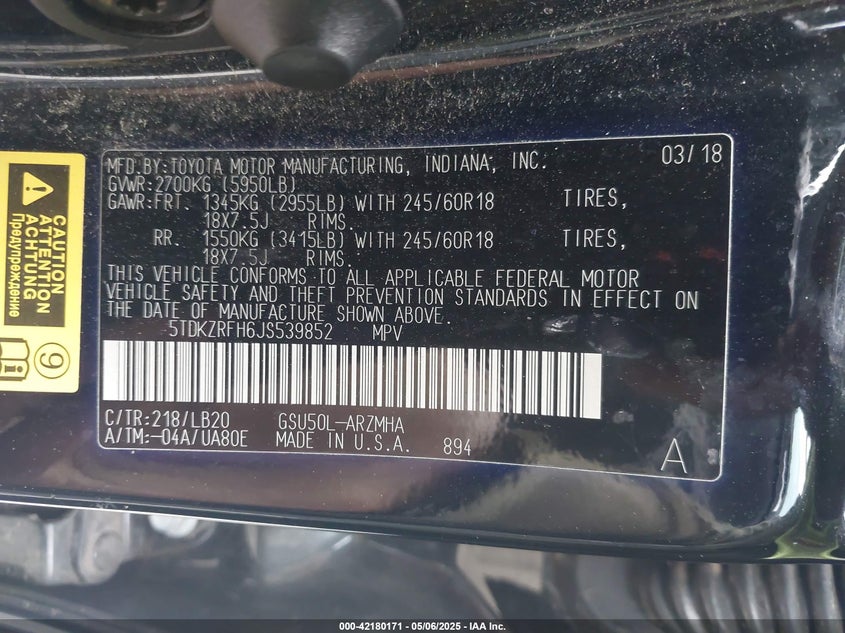 MFD.BY:TOYOTA MOTOR MANUFACTURING, INDIANA, INC. 03/18
GVWR:2700KG (5950LB)
GAWR:FRT. 1345KG (2955LB) WITH 245/60R18 TIRES,
18X7.5J RIMS.
RR. 1550KG (3415LB) WITH 245/60R18 TIRES,
18X7.5J RIMS.
THIS VEHICLE CONFORMS TO ALL APPLICABLE FEDERAL MOTOR
VEHICLE SAFETY AND THEFT PREVENTION STANDARDS IN EFFECT ON
THE DATE OF MANUFACTURE SHOWN ABOVE.
5TDKZRFH6JS539852 MPV
C/TR:218/LB20 GSU50L-ARZMHA
A/TM:-04A/UA80E MADE IN U.S.A. 894 A
CAUTION
ATTENTION
ACHTUNG
Предупреждение
9
000-42180171 - 05/06/2025 - IAA Inc.